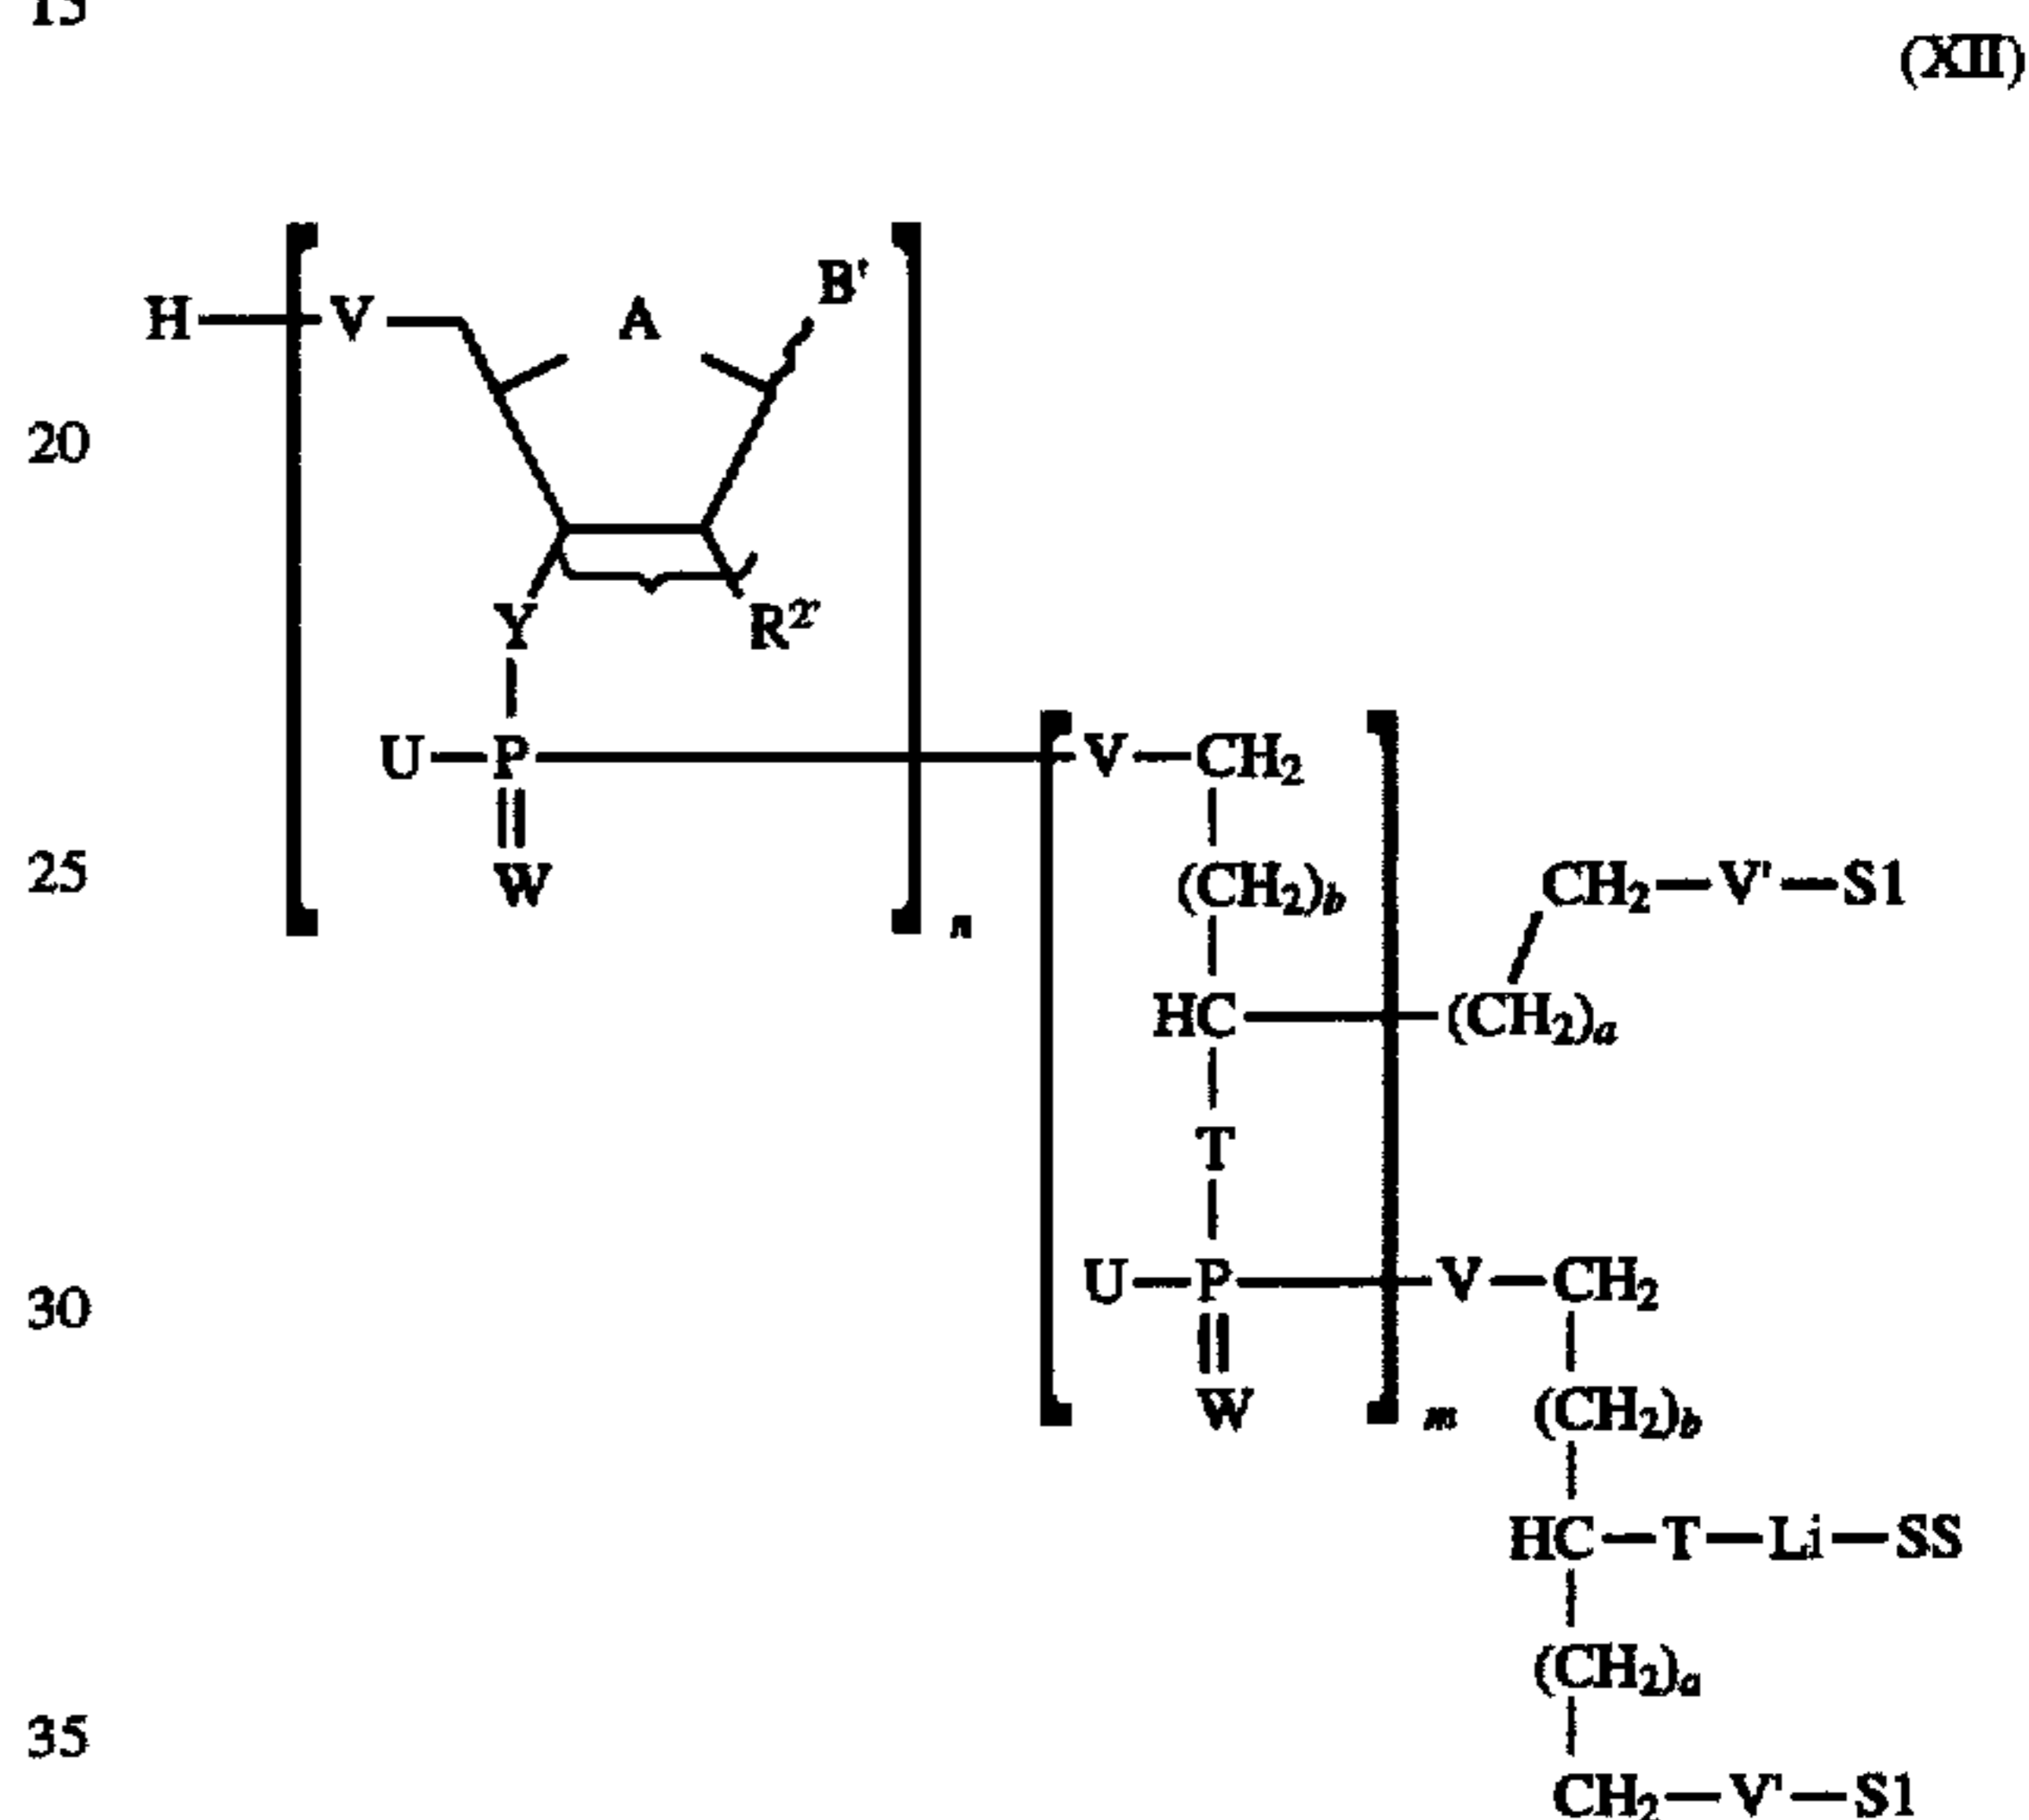 15
(XII)
B'
H V A
20
Y R2'
U P V CH2
25 W (CH2)b CH2 V' S1
n
HC (CH2)a
T
30 U P V CH2
W m (CH2)b
HC T Li SS
(CH2)a
35
CH2 V' S1